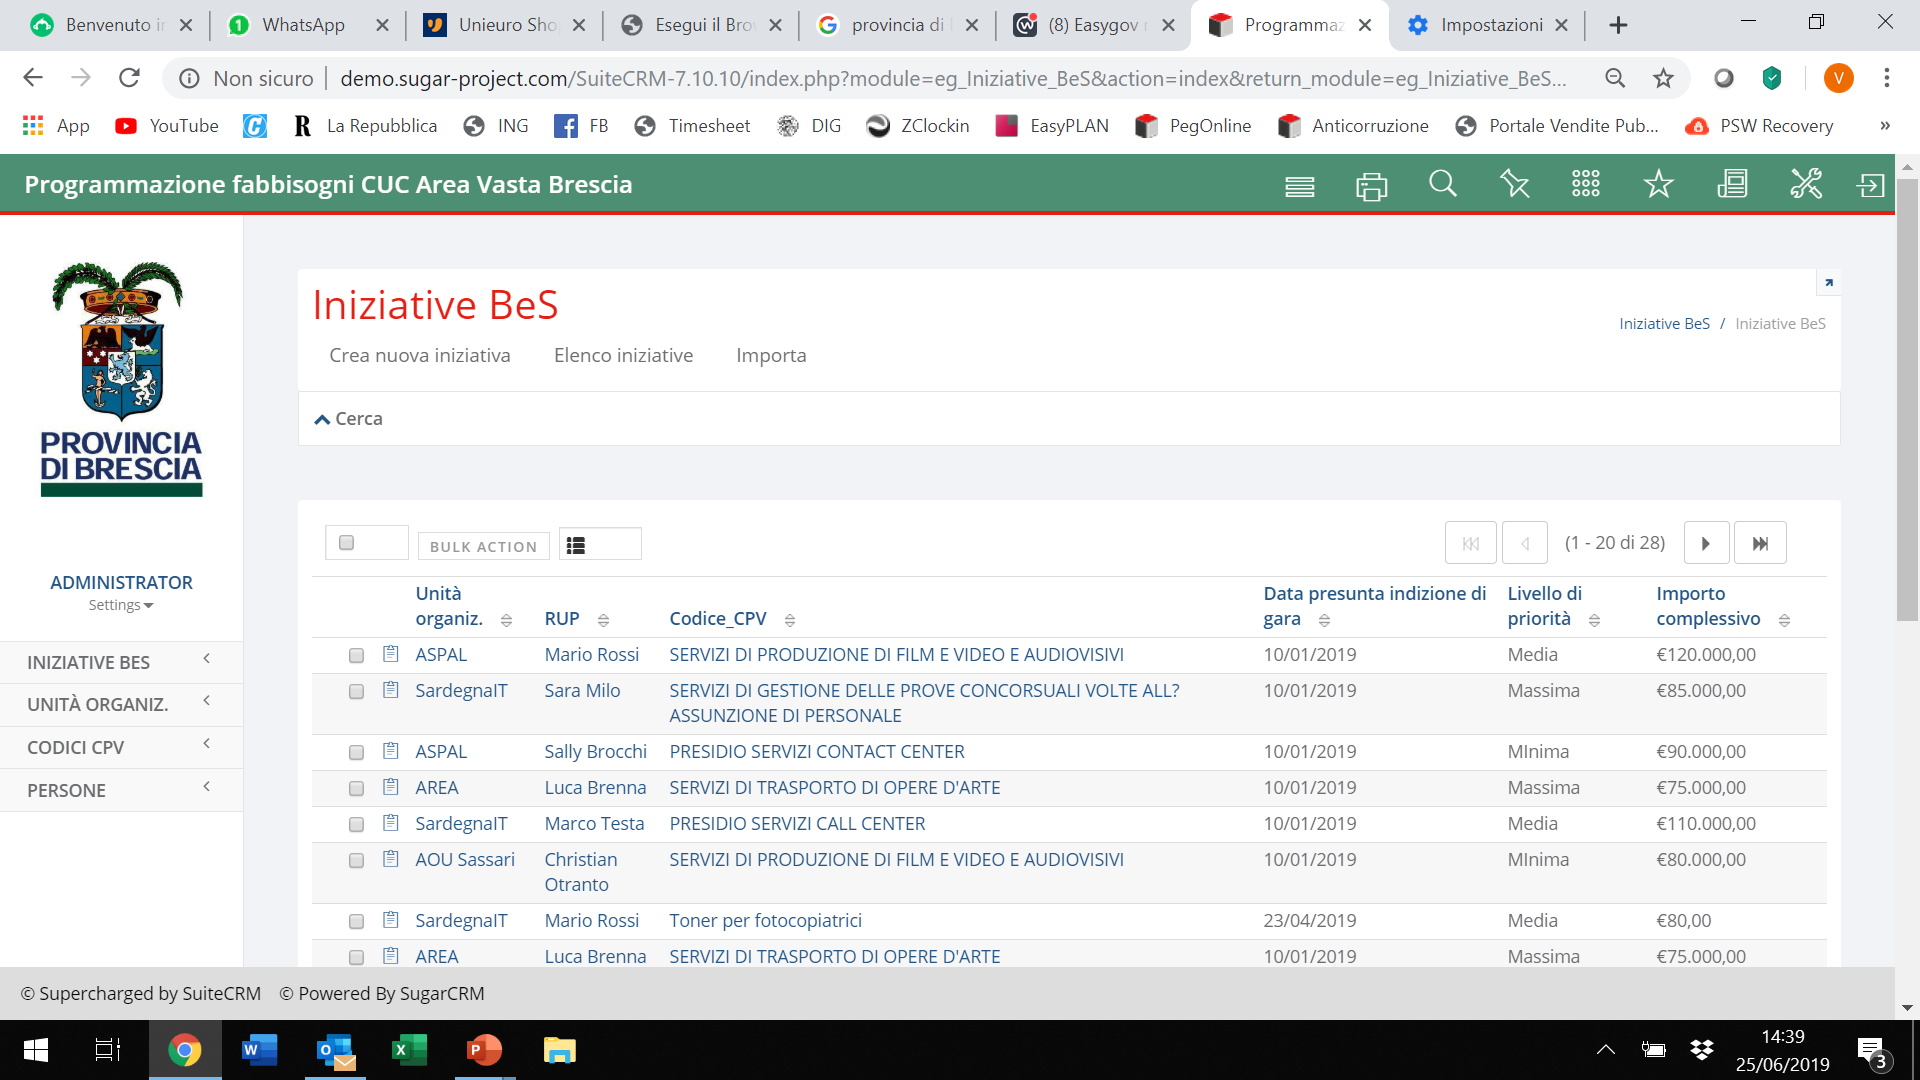 Benvenuto in
WhatsApp
Unieuro Sho
Esegui il Bro
provincia di
(8) Easygov
Programmaz
Impostazioni
Non sicuro
demo.sugar-project.com/SuiteCRM-7.10.10/index.php?module=eg_Iniziative_BeS&action=index&return_module=eg_Iniziative_BeS...
V
App
YouTube
La Repubblica
ING
FB
Timesheet
DIG
ZClockin
EasyPLAN
PegOnline
Anticorruzione
Portale Vendite Pub...
PSW Recovery
»
Programmazione fabbisogni CUC Area Vasta Brescia
PROVINCIA
DI BRESCIA
ADMINISTRATOR
Settings
INIZIATIVE BES
UNITÀ ORGANIZ.
CODICI CPV
PERSONE
Iniziative BeS
Iniziative BeS / Iniziative BeS
Crea nuova iniziativa
Elenco iniziative
Importa
Cerca
BULK ACTION
(1 - 20 di 28)
Unità organiz. RUP Codice_CPV Data presunta indizione di gara Livello di priorità Importo complessivo
ASPAL Mario Rossi SERVIZI DI PRODUZIONE DI FILM E VIDEO E AUDIOVISIVI 10/01/2019 Media €120.000,00
SardegnaIT Sara Milo SERVIZI DI GESTIONE DELLE PROVE CONCORSUALI VOLTE ALL? ASSUNZIONE DI PERSONALE 10/01/2019 Massima €85.000,00
ASPAL Sally Brocchi PRESIDIO SERVIZI CONTACT CENTER 10/01/2019 MInima €90.000,00
AREA Luca Brenna SERVIZI DI TRASPORTO DI OPERE D'ARTE 10/01/2019 Massima €75.000,00
SardegnaIT Marco Testa PRESIDIO SERVIZI CALL CENTER 10/01/2019 Media €110.000,00
AOU Sassari Christian Otranto SERVIZI DI PRODUZIONE DI FILM E VIDEO E AUDIOVISIVI 10/01/2019 MInima €80.000,00
SardegnaIT Mario Rossi Toner per fotocopiatrici 23/04/2019 Media €80,00
AREA Luca Brenna SERVIZI DI TRASPORTO DI OPERE D'ARTE 10/01/2019 Massima €75.000,00
© Supercharged by SuiteCRM © Powered By SugarCRM
14:39
25/06/2019
3